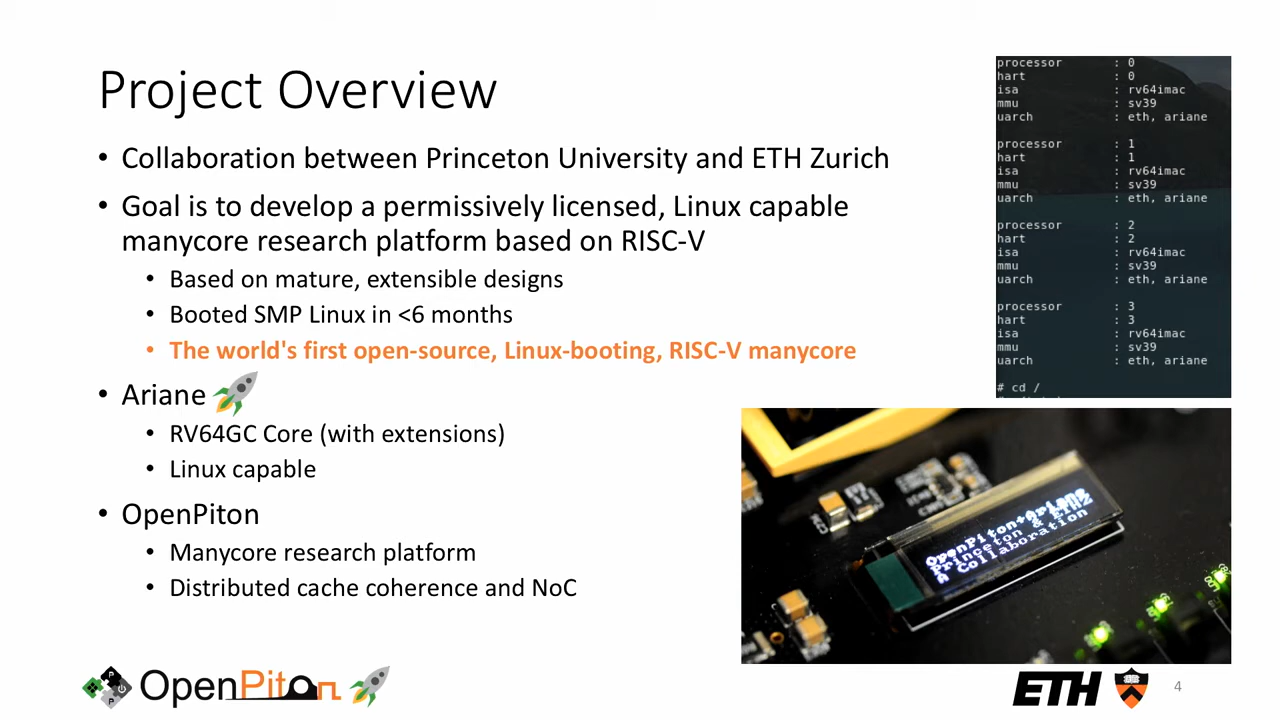 Project Overview
• Collaboration between Princeton University and ETH Zurich
• Goal is to develop a permissively licensed, Linux capable
manycore research platform based on RISC-V
• Based on mature, extensible designs
• Booted SMP Linux in <6 months
• The world's first open-source, Linux-booting, RISC-V manycore
• Ariane
• RV64GC Core (with extensions)
• Linux capable
• OpenPiton
• Manycore research platform
• Distributed cache coherence and NoC
processor : 0
hart : 0
isa : rv64imac
mmu : sv39
uarch : eth, ariane
processor : 1
hart : 1
isa : rv64imac
mmu : sv39
uarch : eth, ariane
processor : 2
hart : 2
isa : rv64imac
mmu : sv39
uarch : eth, ariane
processor : 3
hart : 3
isa : rv64imac
mmu : sv39
uarch : eth, ariane
# cd /
OpenPiton+Ariane
Princeton & ETHZ
A Collaboration
OpenPiton
ETH
4